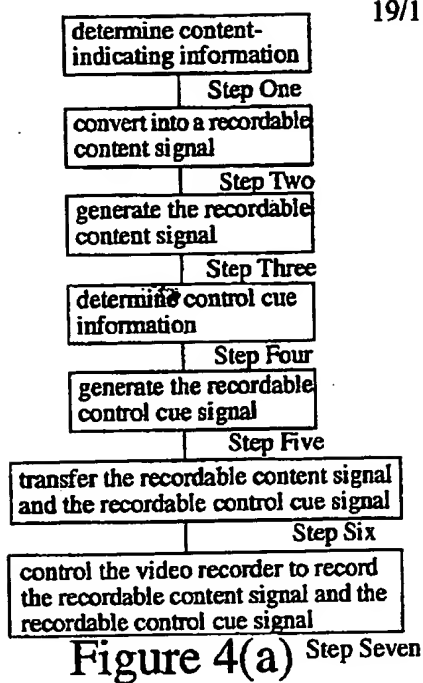 19/1
determine content-
indicating information
Step One
convert into a recordable
content signal
Step Two
generate the recordable
content signal
Step Three
determine control cue
information
Step Four
generate the recordable
control cue signal
Step Five
transfer the recordable content signal
and the recordable control cue signal
Step Six
control the video recorder to record
the recordable content signal and the
recordable control cue signal
Step Seven
Figure 4(a)